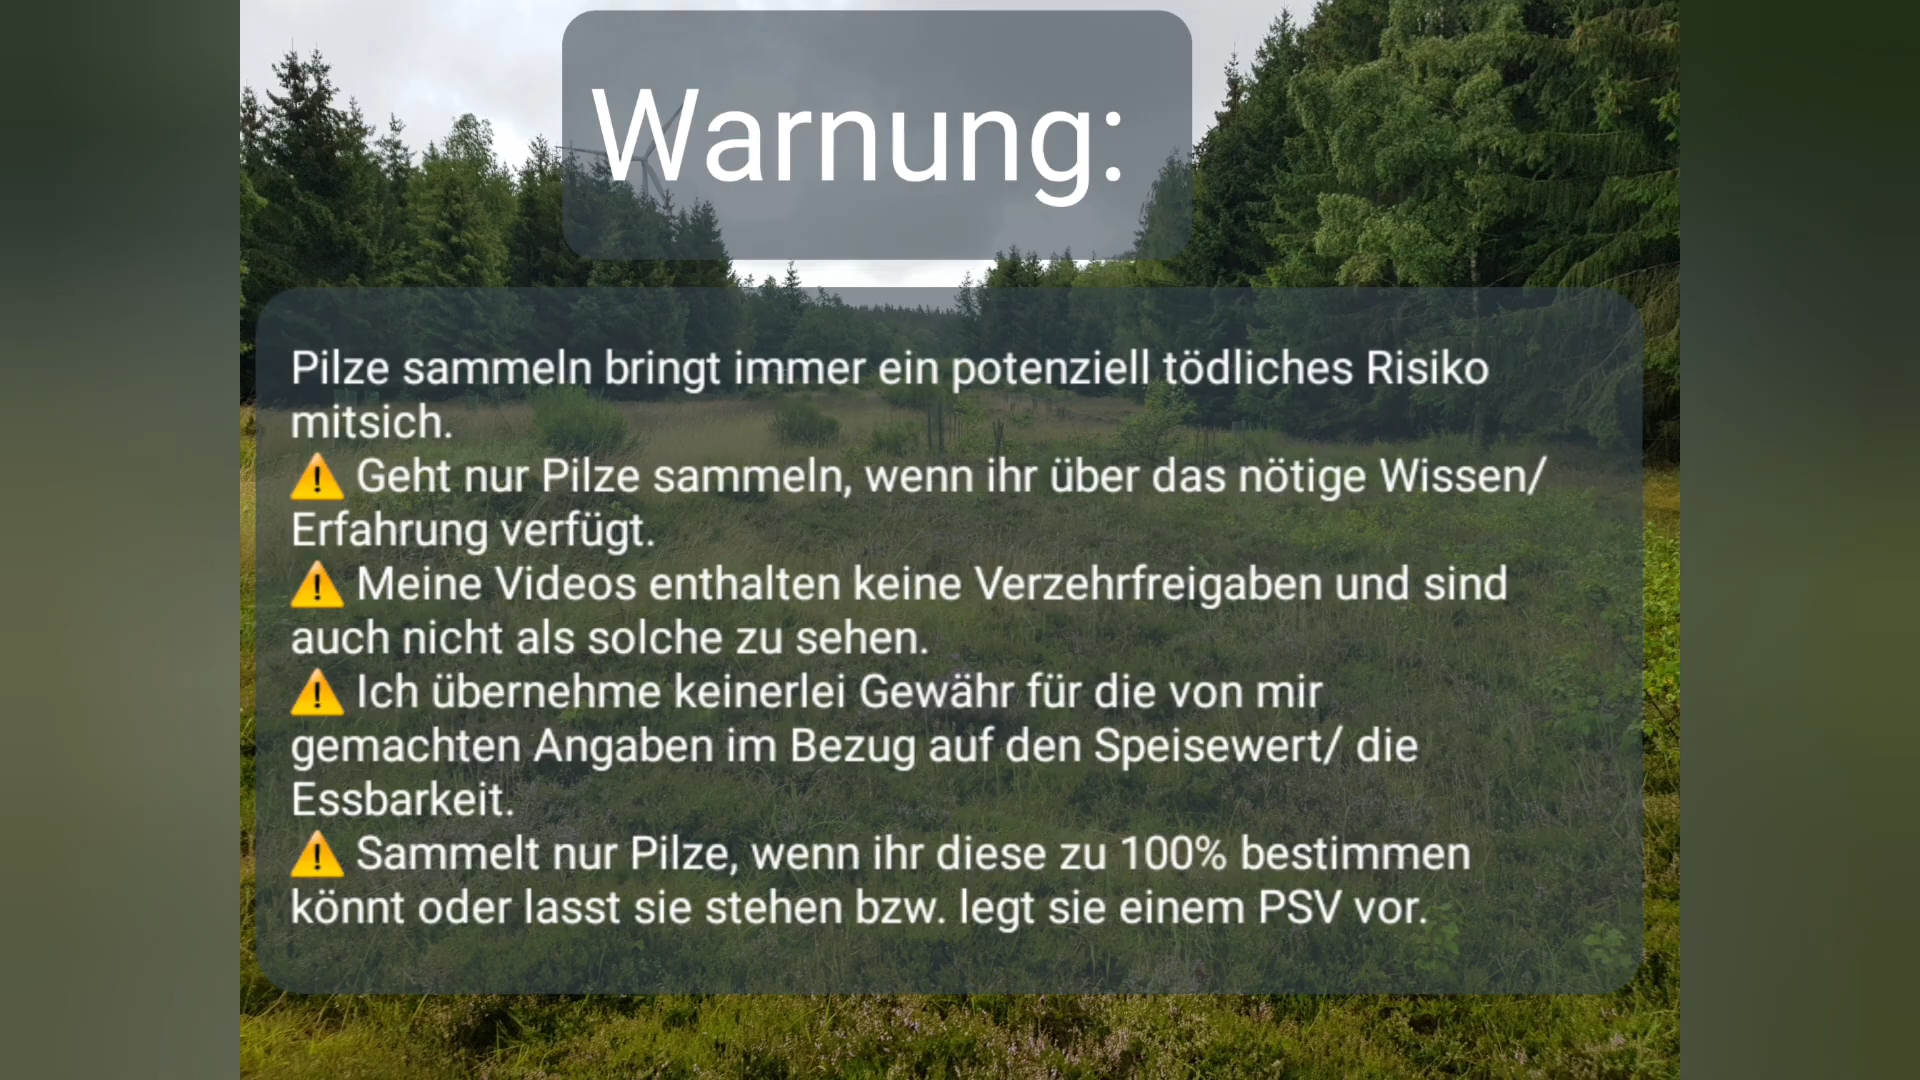 Warnung:
Pilze sammeln bringt immer ein potenziell tödliches Risiko
mitsich.
⚠️ Geht nur Pilze sammeln, wenn ihr über das nötige Wissen/
Erfahrung verfügt.
⚠️ Meine Videos enthalten keine Verzehrfreigaben und sind
auch nicht als solche zu sehen.
⚠️ Ich übernehme keinerlei Gewähr für die von mir
gemachten Angaben im Bezug auf den Speisewert/ die
Essbarkeit.
⚠️ Sammelt nur Pilze, wenn ihr diese zu 100% bestimmen
könnt oder lasst sie stehen bzw. legt sie einem PSV vor.